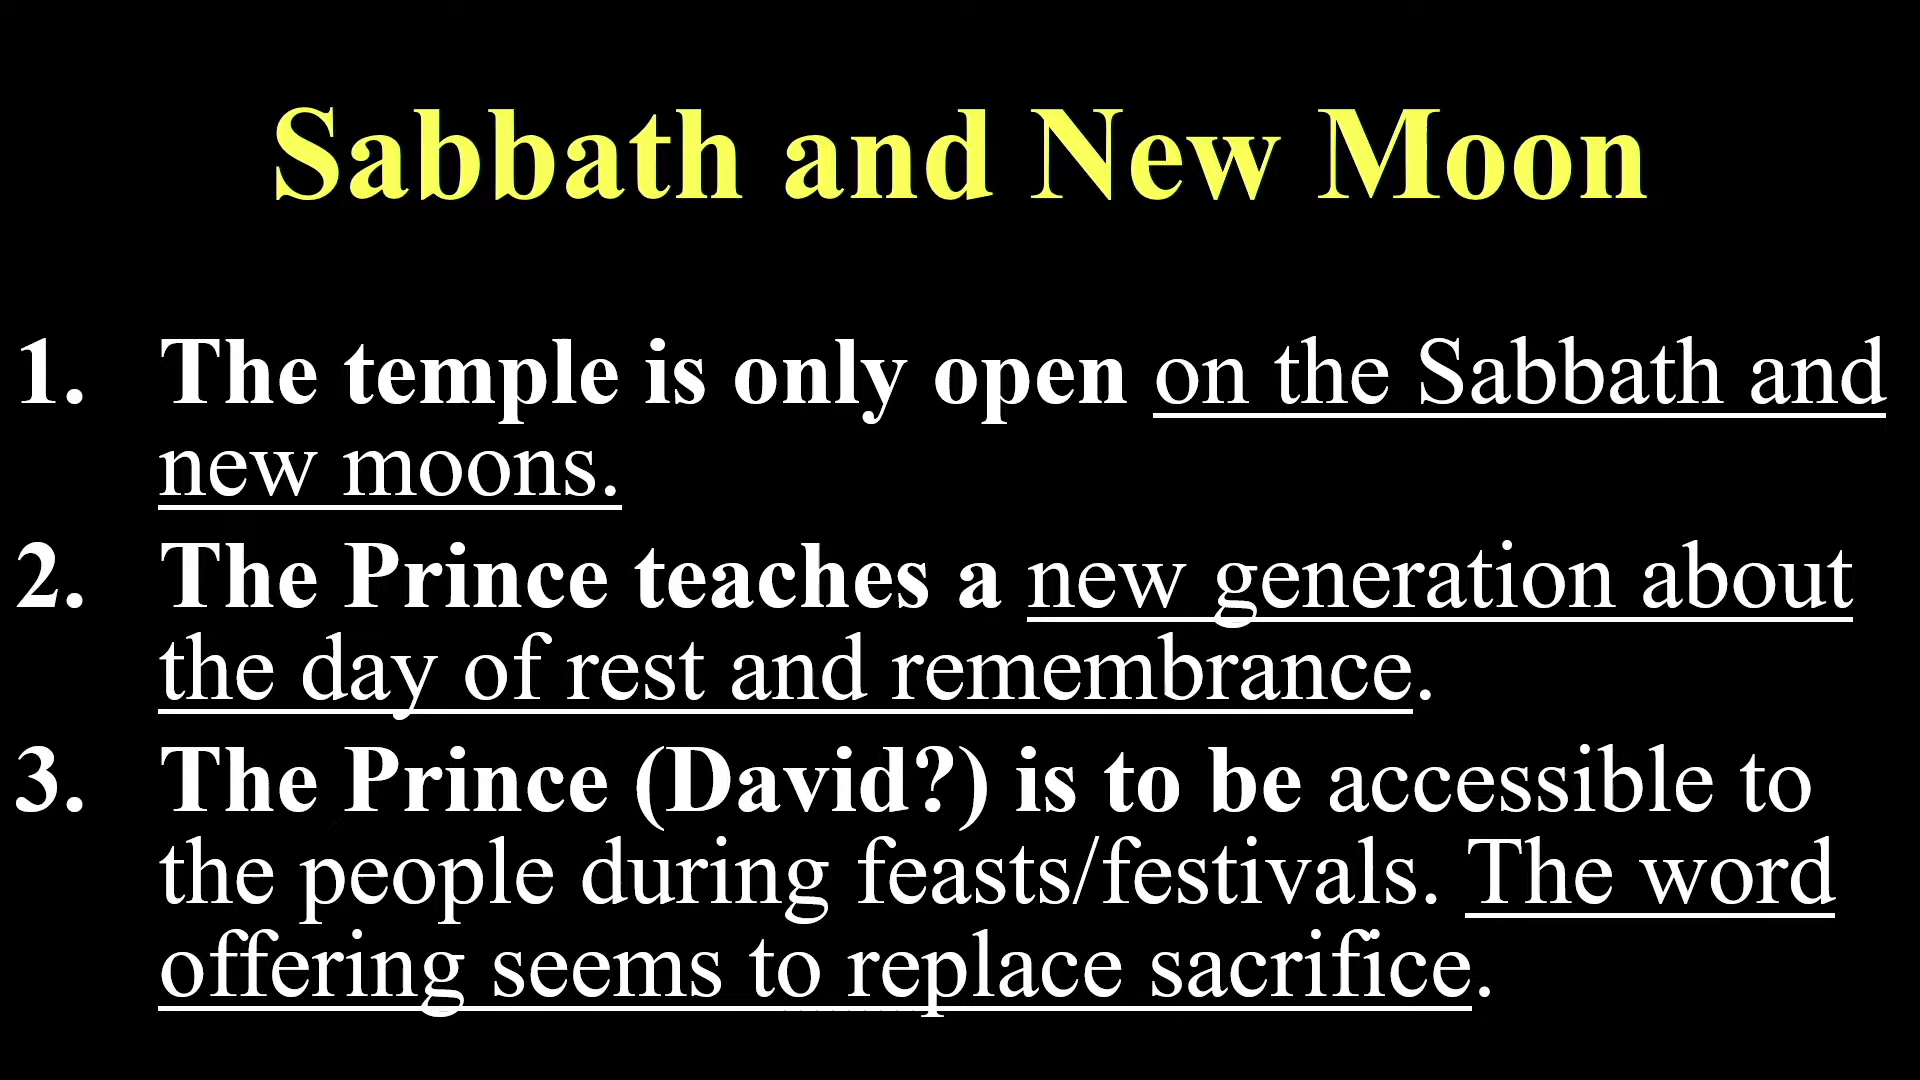 Sabbath and New Moon
1. The temple is only open on the Sabbath and
new moons.
2. The Prince teaches a new generation about
the day of rest and remembrance.
3. The Prince (David?) is to be accessible to
the people during feasts/festivals. The word
offering seems to replace sacrifice.